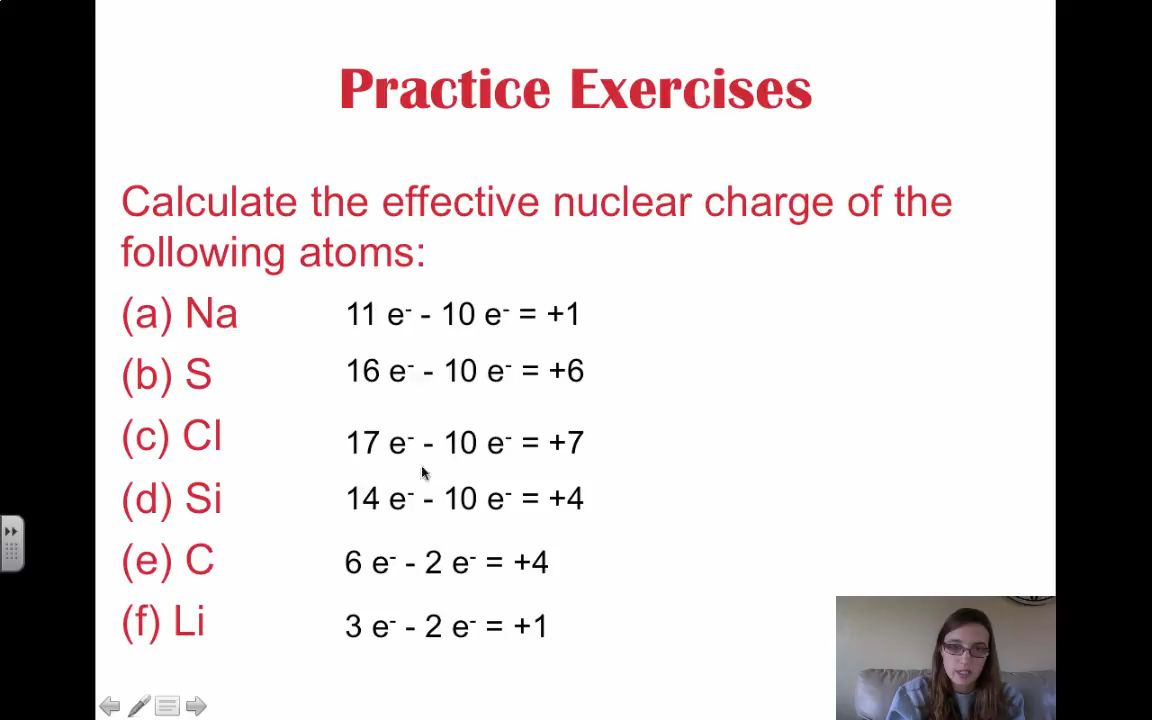 Practice Exercises
Calculate the effective nuclear charge of the
following atoms:
(a) Na 11 e⁻ - 10 e⁻ = +1
(b) S 16 e⁻ - 10 e⁻ = +6
(c) Cl 17 e⁻ - 10 e⁻ = +7
(d) Si 14 e⁻ - 10 e⁻ = +4
(e) C 6 e⁻ - 2 e⁻ = +4
(f) Li 3 e⁻ - 2 e⁻ = +1